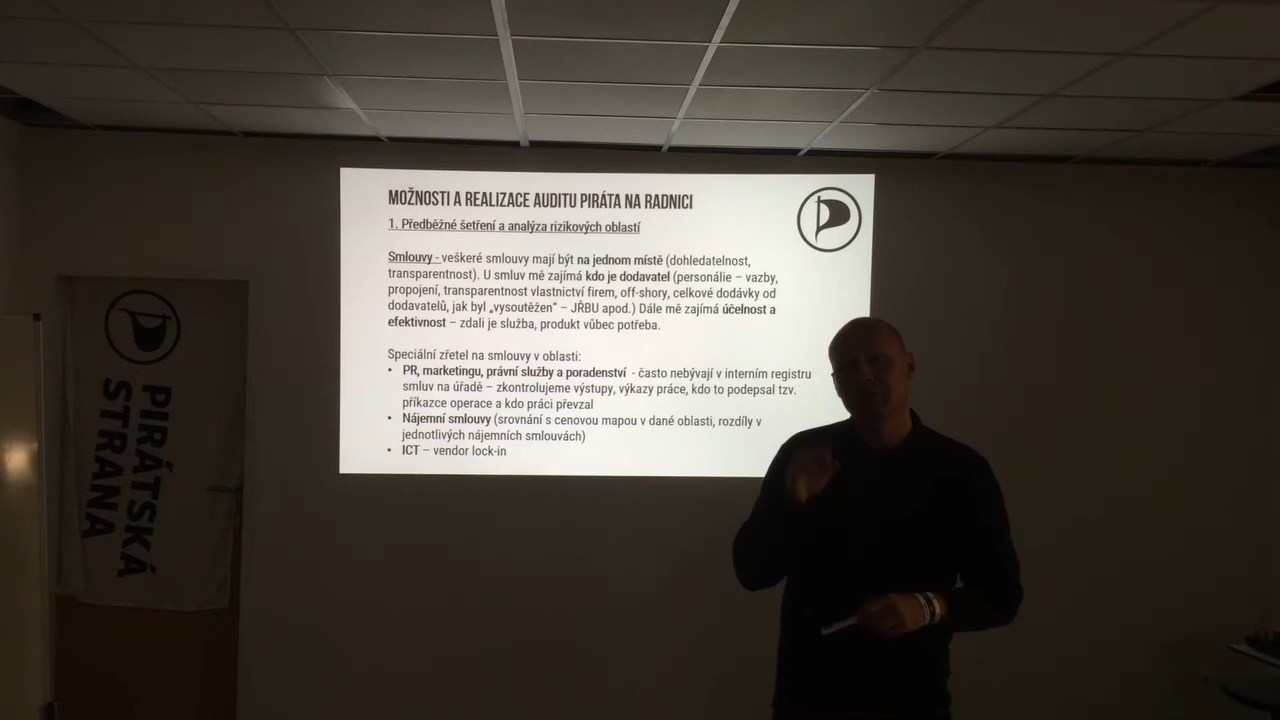 MOŽNOSTI A REALIZACE AUDITU PIRÁTA NA RADNICI
1. Předběžné šetření a analýza rizikových oblastí
Smlouvy - veškeré smlouvy mají být na jednom místě (dohledatelnost,
transparentnost). U smluv mě zajímá kdo je dodavatel (personálie – vazby,
propojení, transparentnost vlastnictví firem, off-shory, celkové dodávky od
dodavatelů, jak byl „vysoutěžen“ – JŘBU apod.) Dále mě zajímá účelnost a
efektivnost – zdali je služba, produkt vůbec potřeba.
Speciální zřetel na smlouvy v oblasti:
• PR, marketingu, právní služby a poradenství - často nebývají v interním registru
smluv na úřadě – zkontrolujeme výstupy, výkazy práce, kdo to podepsal tzv.
příkazce operace a kdo práci převzal
• Nájemní smlouvy (srovnání s cenovou mapou v dané oblasti, rozdíly v
jednotlivých nájemních smlouvách)
• ICT – vendor lock-in
PIRÁTSKÁ
STRANA